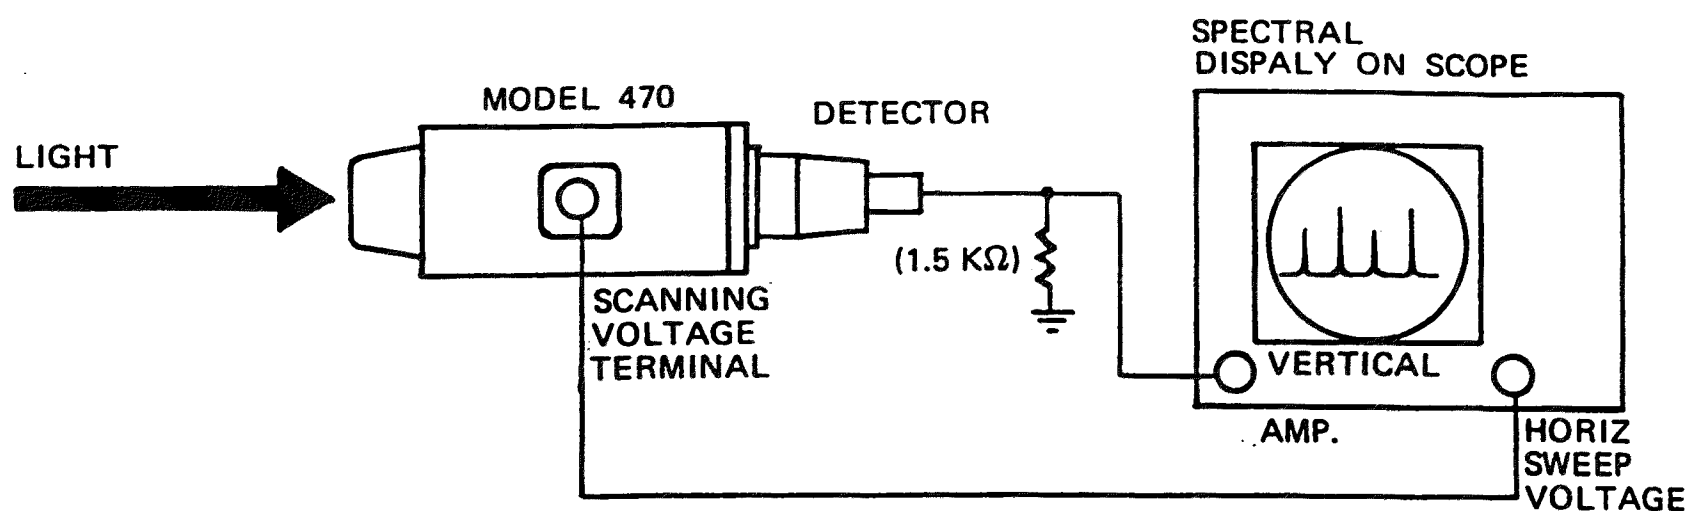 SPECTRAL
DISPALY ON SCOPE
MODEL 470
DETECTOR
LIGHT
(1.5 KΩ)
SCANNING
VOLTAGE
TERMINAL
VERTICAL
AMP.
HORIZ
SWEEP
VOLTAGE